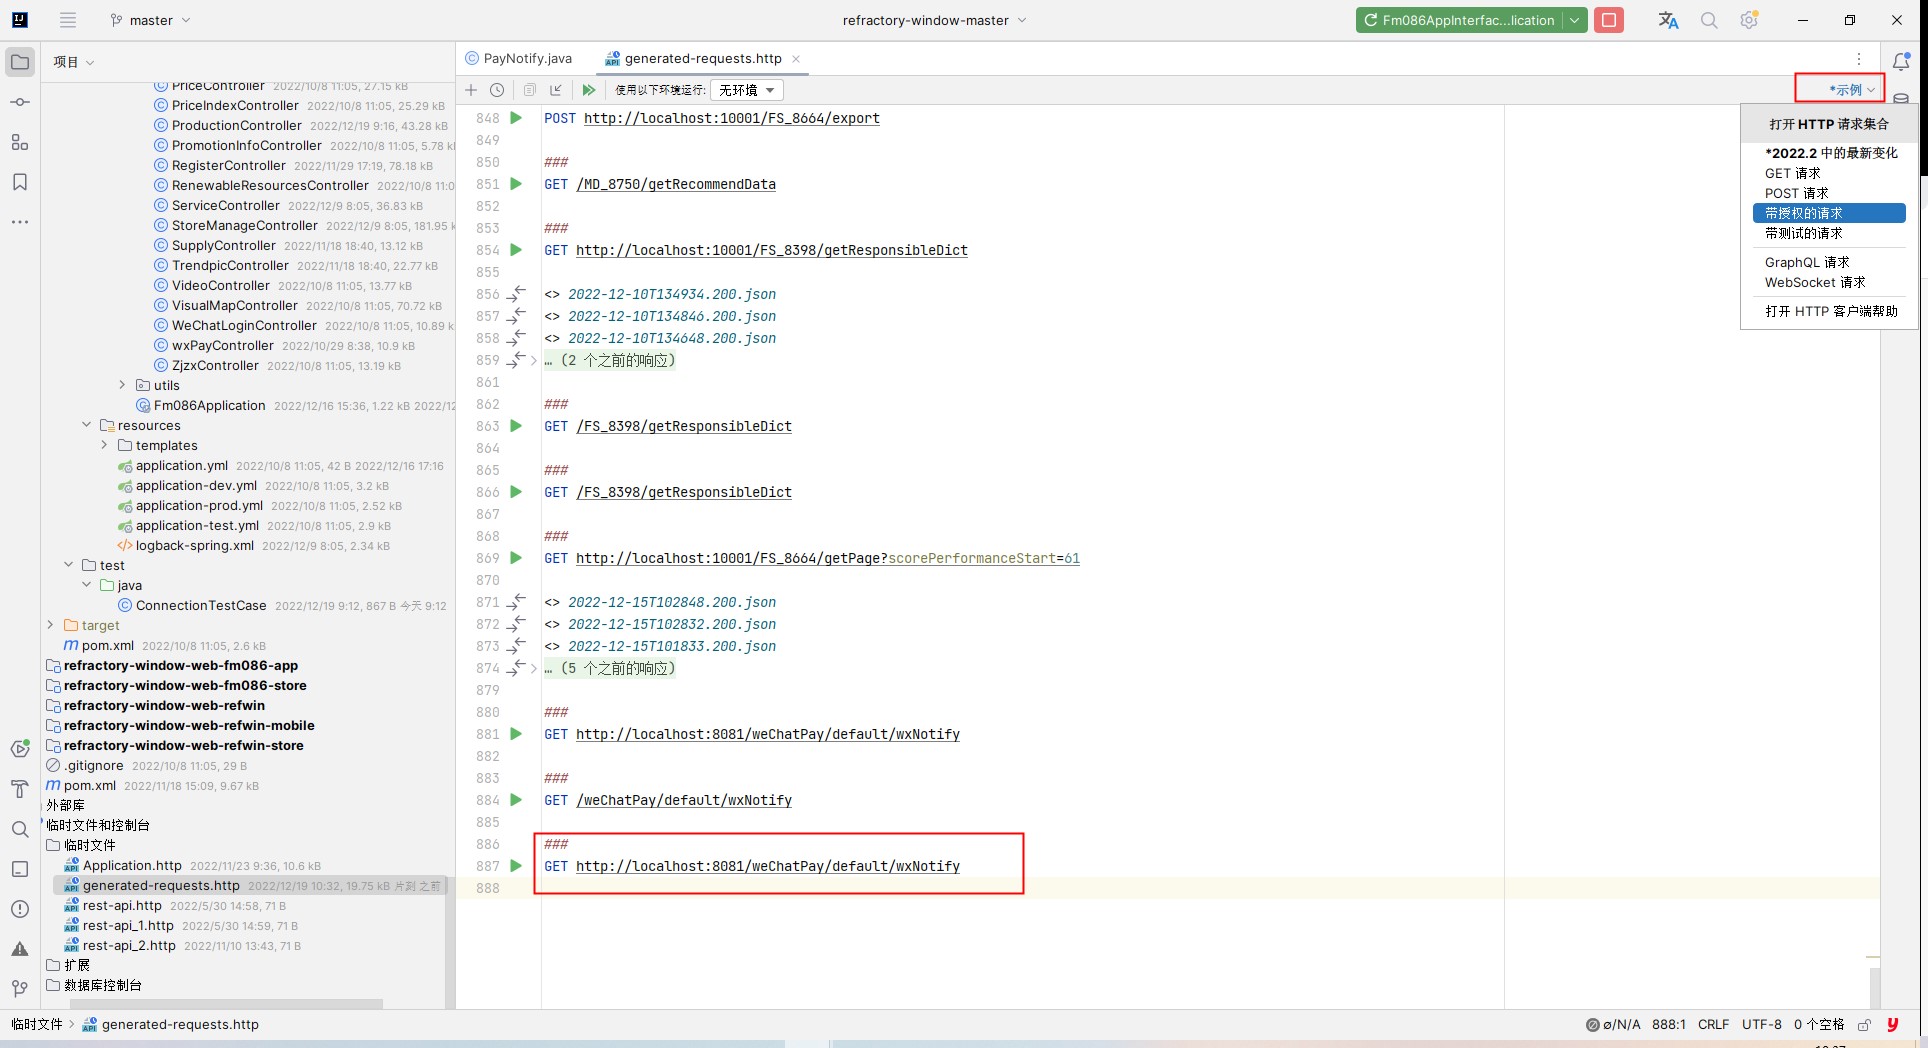 master
refractory-window-master
Fm086AppInterfac...lication
项目
PayNotify.java
generated-requests.http
使用以下环境运行:
无环境
*示例
PriceController 2022/10/8 11:05, 27.15 kB
PriceIndexController 2022/10/8 11:05, 25.29 kB
ProductionController 2022/12/19 9:16, 43.28 kB
PromotionInfoController 2022/10/8 11:05, 5.78 k
RegisterController 2022/11/29 17:19, 78.18 kB
RenewableResourcesController 2022/10/8 11:0
ServiceController 2022/12/9 8:05, 36.83 kB
StoreManageController 2022/12/9 8:05, 181.95 k
SupplyController 2022/11/18 18:40, 13.12 kB
TrendpicController 2022/11/18 18:40, 22.77 kB
VideoController 2022/10/8 11:05, 13.77 kB
VisualMapController 2022/10/8 11:05, 70.72 kB
WeChatLoginController 2022/10/8 11:05, 10.89 k
wxPayController 2022/10/29 8:38, 10.9 kB
ZjzxController 2022/10/8 11:05, 13.19 kB
utils
Fm086Application 2022/12/16 15:36, 1.22 kB 2022/12
resources
templates
application.yml 2022/10/8 11:05, 42 B 2022/12/16 17:16
application-dev.yml 2022/10/8 11:05, 3.2 kB
application-prod.yml 2022/10/8 11:05, 2.52 kB
application-test.yml 2022/10/8 11:05, 2.9 kB
logback-spring.xml 2022/12/9 8:05, 2.34 kB
test
java
ConnectionTestCase 2022/12/19 9:12, 867 B 今天 9:12
target
pom.xml 2022/10/8 11:05, 2.6 kB
refractory-window-web-fm086-app
refractory-window-web-fm086-store
refractory-window-web-refwin
refractory-window-web-refwin-mobile
refractory-window-web-refwin-store
.gitignore 2022/10/8 11:05, 29 B
pom.xml 2022/11/18 15:09, 9.67 kB
外部库
临时文件和控制台
临时文件
Application.http 2022/11/23 9:36, 10.6 kB
generated-requests.http 2022/12/19 10:32, 19.75 kB 片刻 之前
rest-api.http 2022/5/30 14:58, 71 B
rest-api_1.http 2022/5/30 14:59, 71 B
rest-api_2.http 2022/11/10 13:43, 71 B
扩展
数据库控制台
848 POST http://localhost:10001/FS_8664/export
849
850 ###
851 GET /MD_8750/getRecommendData
852
853 ###
854 GET http://localhost:10001/FS_8398/getResponsibleDict
855
856 <> 2022-12-10T134934.200.json
857 <> 2022-12-10T134846.200.json
858 <> 2022-12-10T134648.200.json
859 … (2 个之前的响应)
861
862 ###
863 GET /FS_8398/getResponsibleDict
864
865 ###
866 GET /FS_8398/getResponsibleDict
867
868 ###
869 GET http://localhost:10001/FS_8664/getPage?scorePerformanceStart=61
870
871 <> 2022-12-15T102848.200.json
872 <> 2022-12-15T102832.200.json
873 <> 2022-12-15T101833.200.json
874 … (5 个之前的响应)
879
880 ###
881 GET http://localhost:8081/weChatPay/default/wxNotify
882
883 ###
884 GET /weChatPay/default/wxNotify
885
886 ###
887 GET http://localhost:8081/weChatPay/default/wxNotify
888
打开 HTTP 请求集合
*2022.2 中的最新变化
GET 请求
POST 请求
带授权的请求
带测试的请求
GraphQL 请求
WebSocket 请求
打开 HTTP 客户端帮助
临时文件 > generated-requests.http
⌀/N/A 888:1 CRLF UTF-8 0 个空格